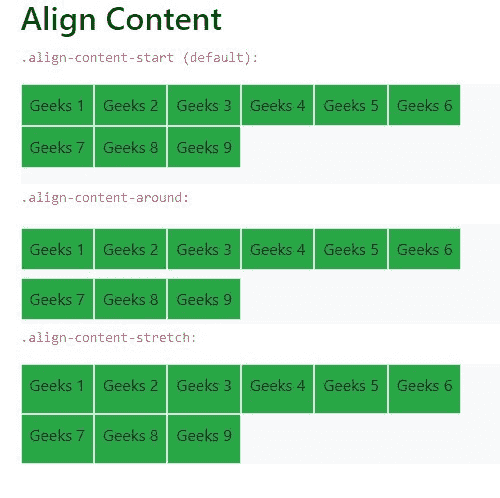 Align Content
.align-content-start (default):
Geeks 1 Geeks 2 Geeks 3 Geeks 4 Geeks 5 Geeks 6
Geeks 7 Geeks 8 Geeks 9
.align-content-around:
Geeks 1 Geeks 2 Geeks 3 Geeks 4 Geeks 5 Geeks 6
Geeks 7 Geeks 8 Geeks 9
.align-content-stretch:
Geeks 1 Geeks 2 Geeks 3 Geeks 4 Geeks 5 Geeks 6
Geeks 7 Geeks 8 Geeks 9